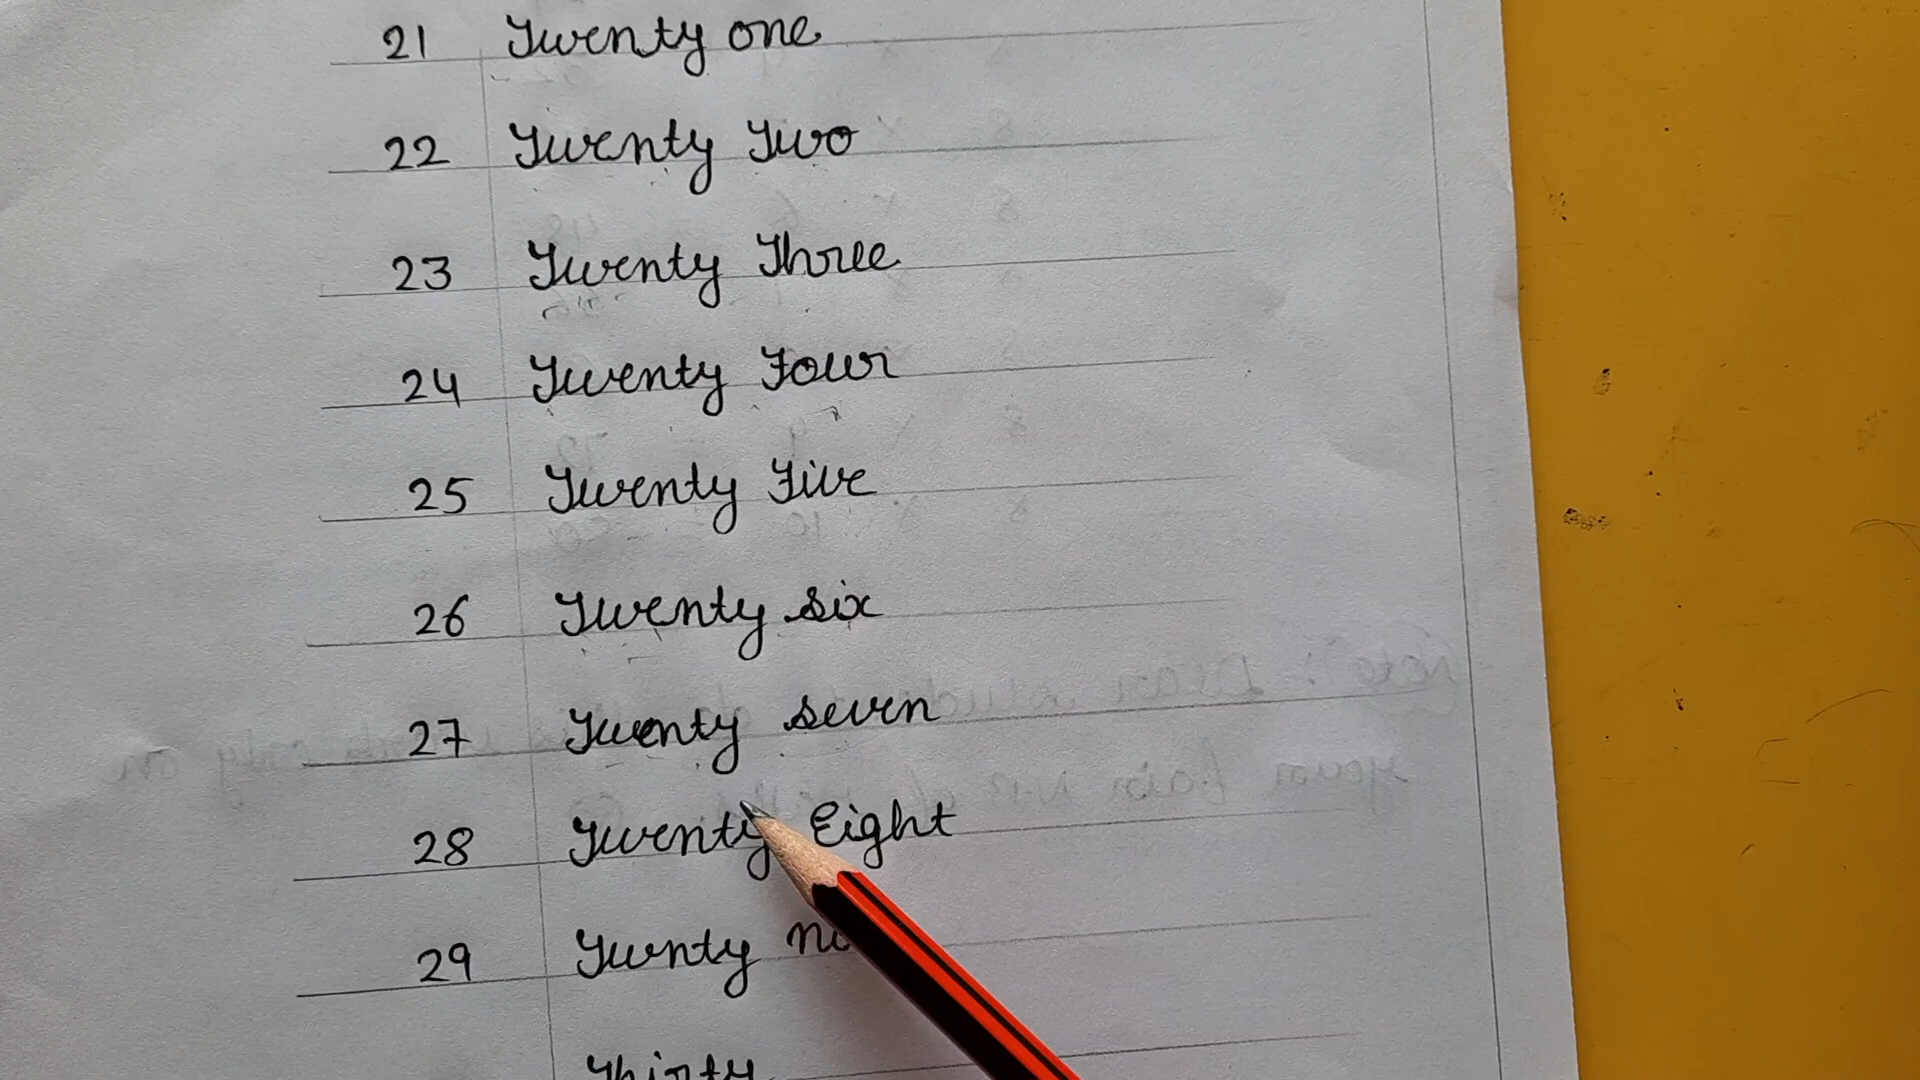 21 Twenty one
22 Twenty Two
23 Twenty Three
24 Twenty Four
25 Twenty Five
26 Twenty six
27 Twenty seven
28 Twenty Eight
29 Twenty
Thirty